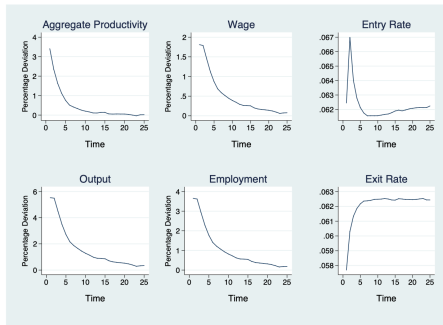 Aggregate Productivity
Percentage Deviation
4
3
2
1
0
0 5 10 15 20 25
Time
Wage
Percentage Deviation
2
1.5
1
.5
0
0 5 10 15 20 25
Time
Entry Rate
.067
.066
.065
.064
.063
.062
0 5 10 15 20 25
Time
Output
Percentage Deviation
6
4
2
0
0 5 10 15 20 25
Time
Employment
Percentage Deviation
4
3
2
1
0
0 5 10 15 20 25
Time
Exit Rate
.063
.062
.061
.06
.059
.058
0 5 10 15 20 25
Time